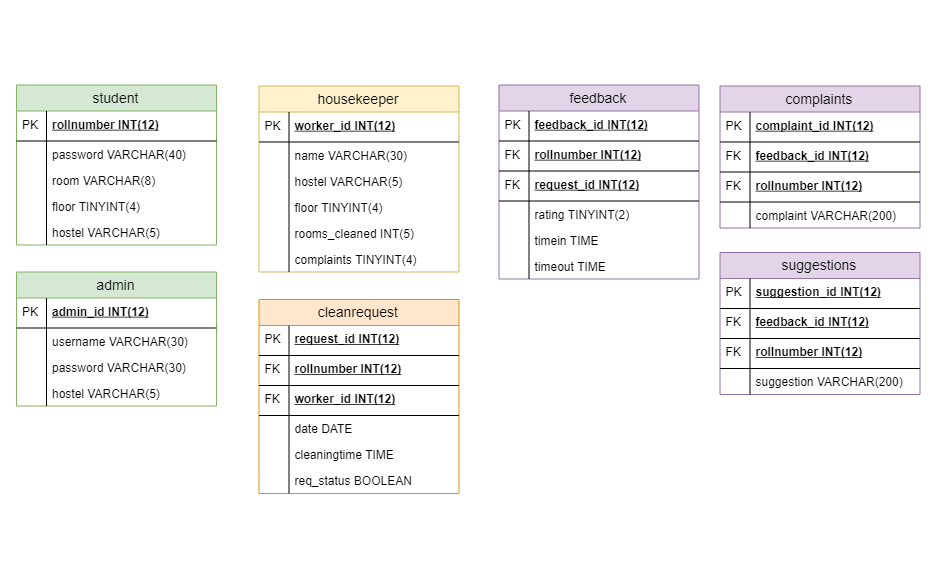 student
PK rollnumber INT(12)
password VARCHAR(40)
room VARCHAR(8)
floor TINYINT(4)
hostel VARCHAR(5)
admin
PK admin_id INT(12)
username VARCHAR(30)
password VARCHAR(30)
hostel VARCHAR(5)
housekeeper
PK worker_id INT(12)
name VARCHAR(30)
hostel VARCHAR(5)
floor TINYINT(4)
rooms_cleaned INT(5)
complaints TINYINT(4)
cleanrequest
PK request_id INT(12)
FK rollnumber INT(12)
FK worker_id INT(12)
date DATE
cleaningtime TIME
req_status BOOLEAN
feedback
PK feedback_id INT(12)
FK rollnumber INT(12)
FK request_id INT(12)
rating TINYINT(2)
timein TIME
timeout TIME
complaints
PK complaint_id INT(12)
FK feedback_id INT(12)
FK rollnumber INT(12)
complaint VARCHAR(200)
suggestions
PK suggestion_id INT(12)
FK feedback_id INT(12)
FK rollnumber INT(12)
suggestion VARCHAR(200)